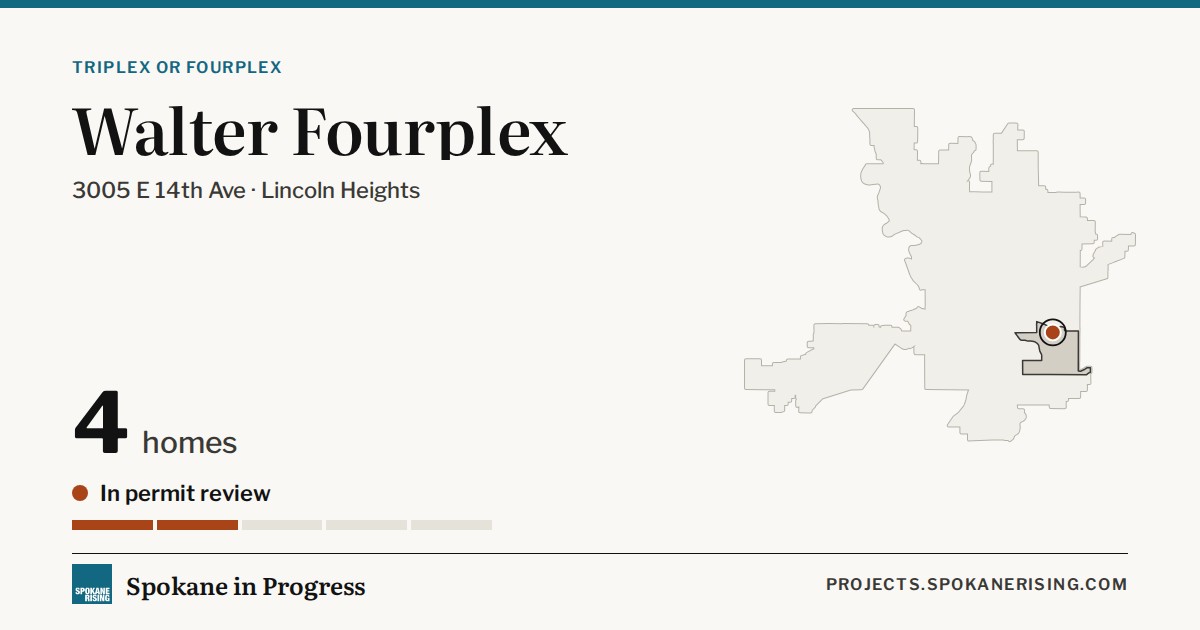 TRIPLEX OR FOURPLEX
Walter Fourplex
3005 E 14th Ave · Lincoln Heights
4 homes
In permit review
SPOKANE
RISING
Spokane in Progress
PROJECTS.SPOKANERISING.COM